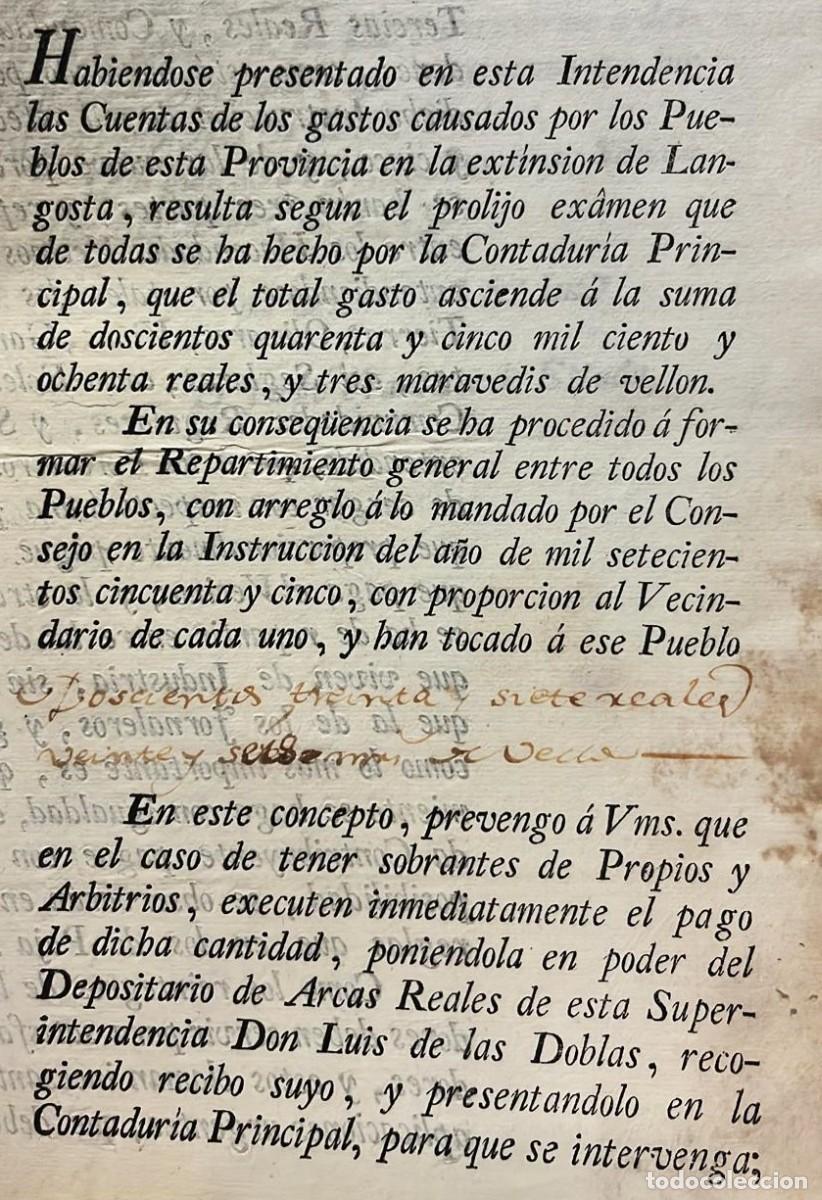 Habiendose presentado en esta Intendencia
las Cuentas de los gastos causados por los Pue-
blos de esta Provincia en la extinsion de Lan-
gosta, resulta segun el prolijo exâmen que
de todas se ha hecho por la Contaduría Prin-
cipal, que el total gasto asciende á la suma
de doscientos quarenta y cinco mil ciento y
ochenta reales, y tres maravedis de vellon.
En su conseqüencia se ha procedido á for-
mar el Repartimiento general entre todos los
Pueblos, con arreglo á lo mandado por el Con-
sejo en la Instruccion del año de mil setecien-
tos cincuenta y cinco, con proporcion al Vecin-
dario de cada uno, y han tocado á ese Pueblo
Doscientos treinta y siete reales
veinte y
En este concepto, prevengo á Vms. que
en el caso de tener sobrantes de Propios y
Arbitrios, executen inmediatamente el pago
de dicha cantidad, poniendola en poder del
Depositario de Arcas Reales de esta Super-
intendencia Don Luis de las Doblas, reco-
giendo recibo suyo, y presentandolo en la
Contaduría Principal, para que se intervenga;
todocoleccion